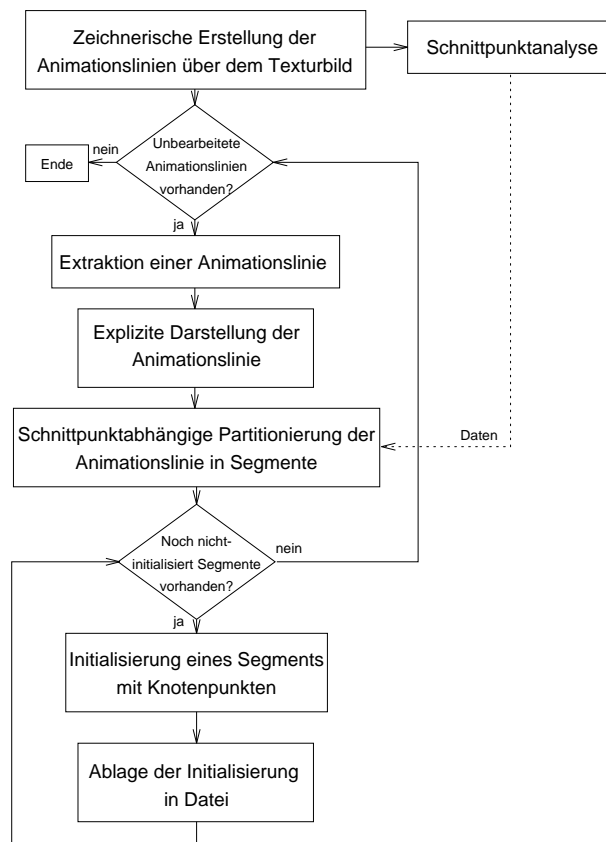 Zeichnerische Erstellung der
Animationslinien über dem Texturbild
Schnittpunktanalyse
nein
Unbearbeitete
Animationslinien
vorhanden?
Ende
ja
Extraktion einer Animationslinie
Explizite Darstellung der
Animationslinie
Schnittpunktabhängige Partitionierung der
Animationslinie in Segmente
Daten
Noch nicht-
initialisiert Segmente
vorhanden?
nein
ja
Initialisierung eines Segments
mit Knotenpunkten
Ablage der Initialisierung
in Datei